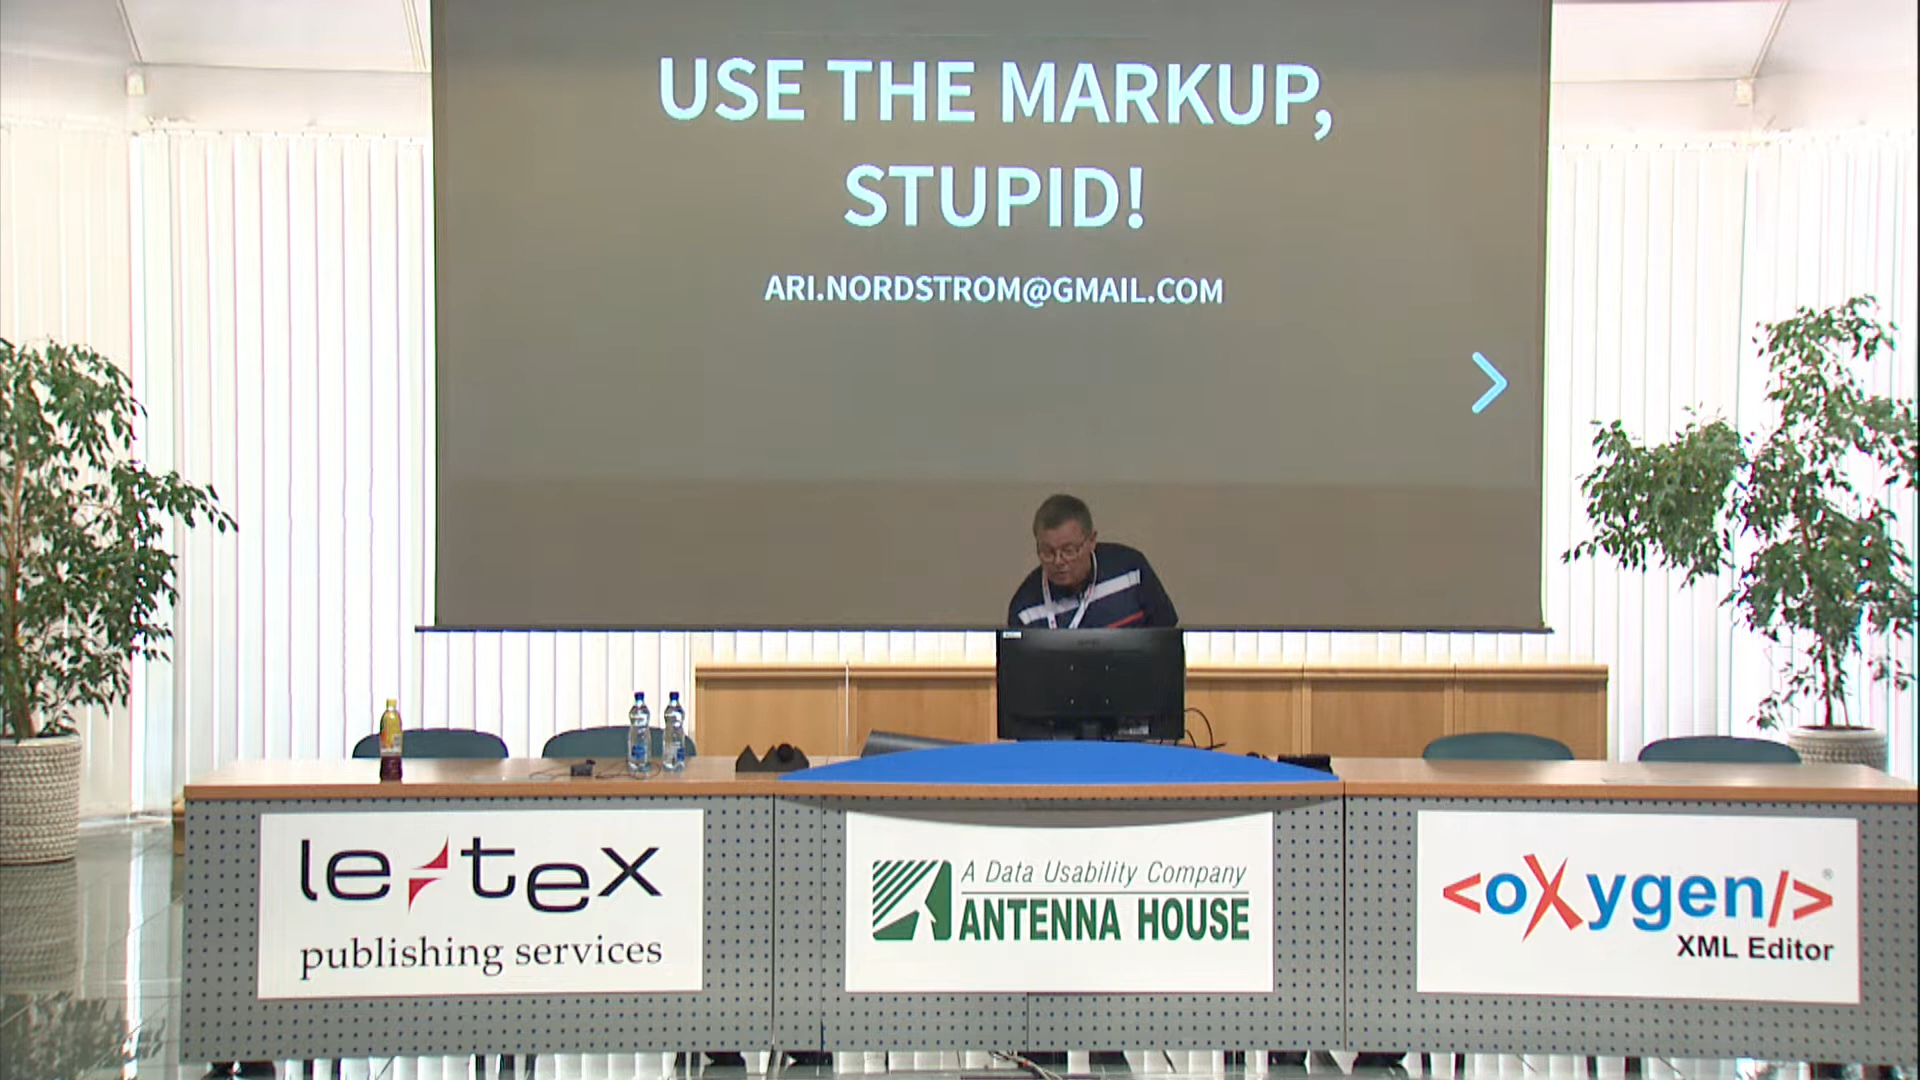 USE THE MARKUP,
STUPID!
ARI.NORDSTROM@GMAIL.COM
le-tex
publishing services
A Data Usability Company
ANTENNA HOUSE
<oXygen/>®
XML Editor